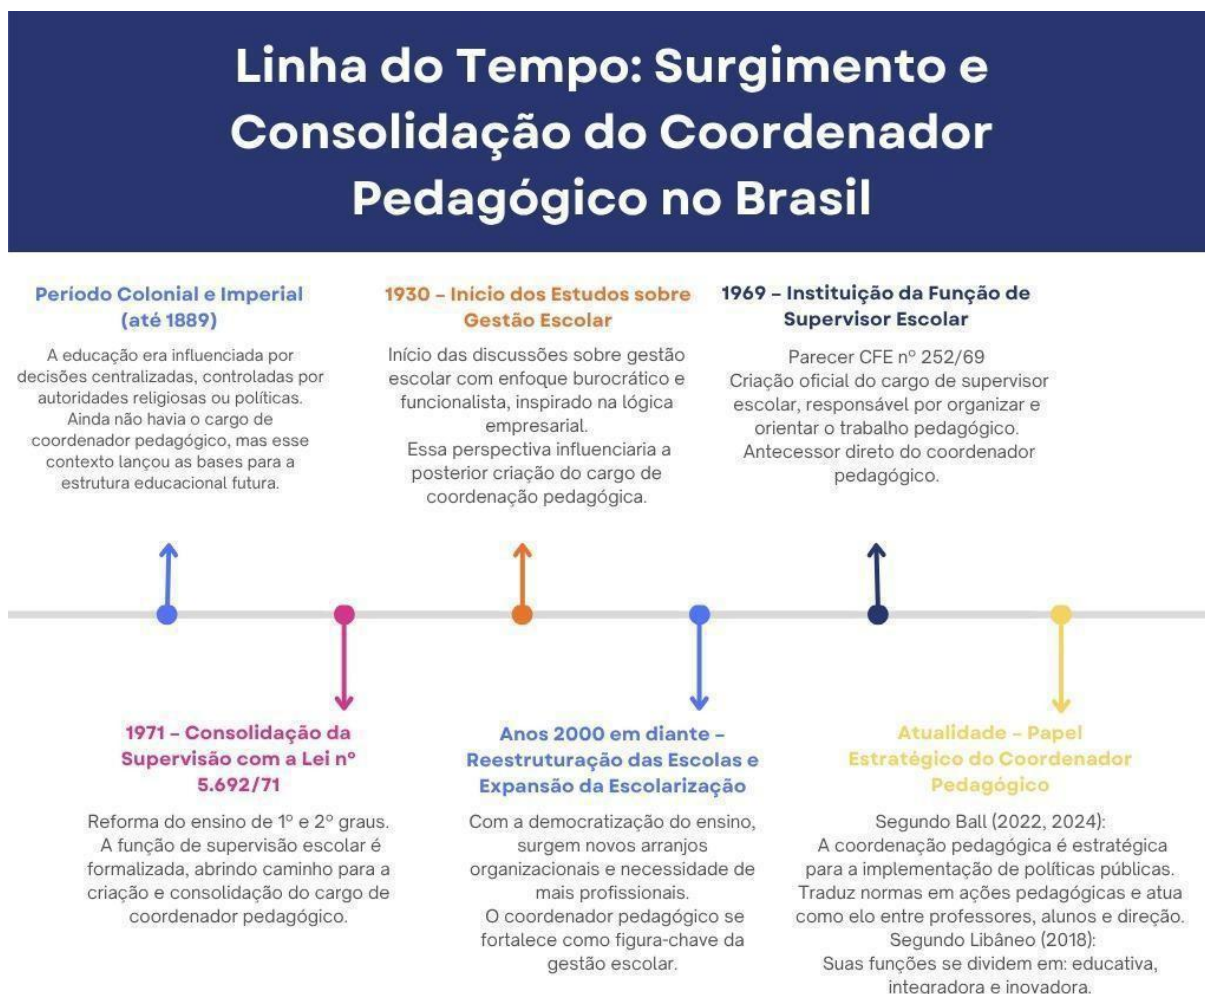 Linha do Tempo: Surgimento e
Consolidação do Coordenador
Pedagógico no Brasil
Período Colonial e Imperial
(até 1889)
A educação era influenciada por
decisões centralizadas, controladas por
autoridades religiosas ou políticas.
Ainda não havia o cargo de
coordenador pedagógico, mas esse
contexto lançou as bases para a
estrutura educacional futura.
1930 – Início dos Estudos sobre
Gestão Escolar
Início das discussões sobre gestão
escolar com enfoque burocrático e
funcionalista, inspirado na lógica
empresarial.
Essa perspectiva influenciaria a
posterior criação do cargo de
coordenação pedagógica.
1969 – Instituição da Função de
Supervisor Escolar
Parecer CFE nº 252/69
Criação oficial do cargo de supervisor
escolar, responsável por organizar e
orientar o trabalho pedagógico.
Antecessor direto do coordenador
pedagógico.
1971 – Consolidação da
Supervisão com a Lei nº
5.692/71
Reforma do ensino de 1º e 2º graus.
A função de supervisão escolar é
formalizada, abrindo caminho para a
criação e consolidação do cargo de
coordenador pedagógico.
Anos 2000 em diante –
Reestruturação das Escolas e
Expansão da Escolarização
Com a democratização do ensino,
surgem novos arranjos
organizacionais e necessidade de
mais profissionais.
O coordenador pedagógico se
fortalece como figura-chave da
gestão escolar.
Atualidade – Papel
Estratégico do Coordenador
Pedagógico
Segundo Ball (2022, 2024):
A coordenação pedagógica é estratégica
para a implementação de políticas públicas.
Traduz normas em ações pedagógicas e atua
como elo entre professores, alunos e direção.
Segundo Libâneo (2018):
Suas funções se dividem em: educativa,
integradora e inovadora.